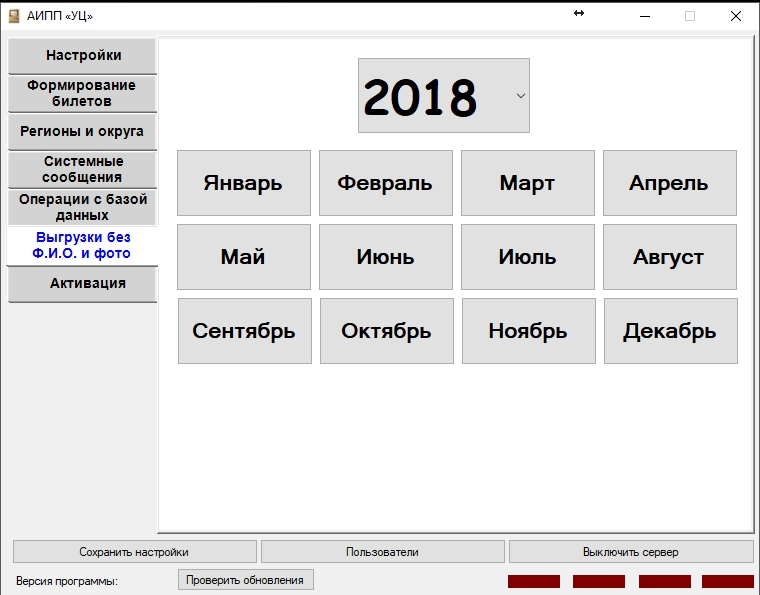 АИПП «УЦ»
Настройки
Формирование
билетов
Регионы и округа
Системные
сообщения
Операции с базой
данных
Выгрузки без
Ф.И.О. и фото
Активация
2018
Январь Февраль Март Апрель
Май Июнь Июль Август
Сентябрь Октябрь Ноябрь Декабрь
Сохранить настройки Пользователи Выключить сервер
Версия программы: Проверить обновления